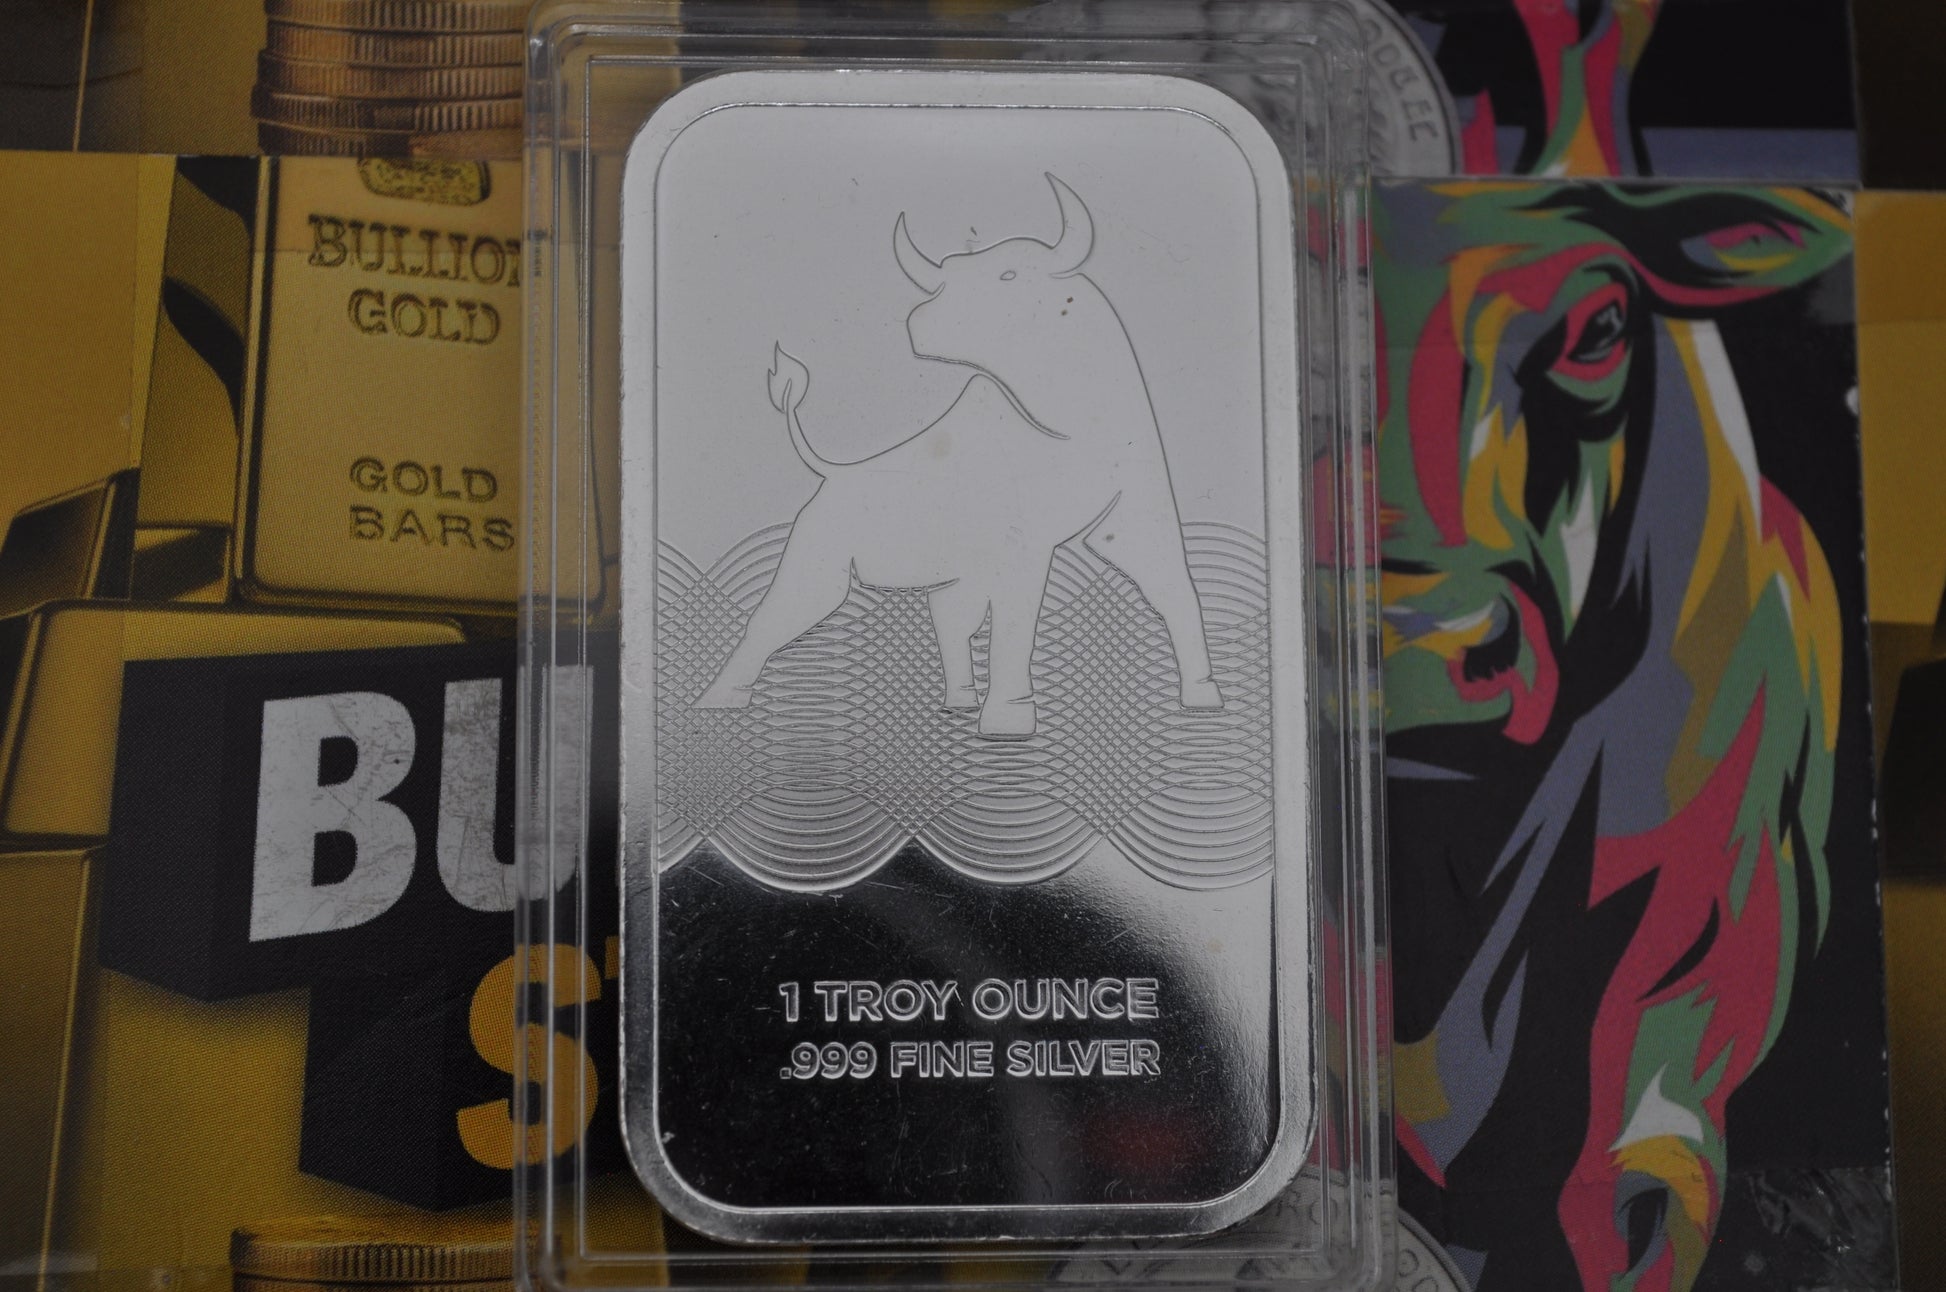 BULLION
GOLD
GOLD
BARS
BU
S
1 TROY OUNCE
.999 FINE SILVER